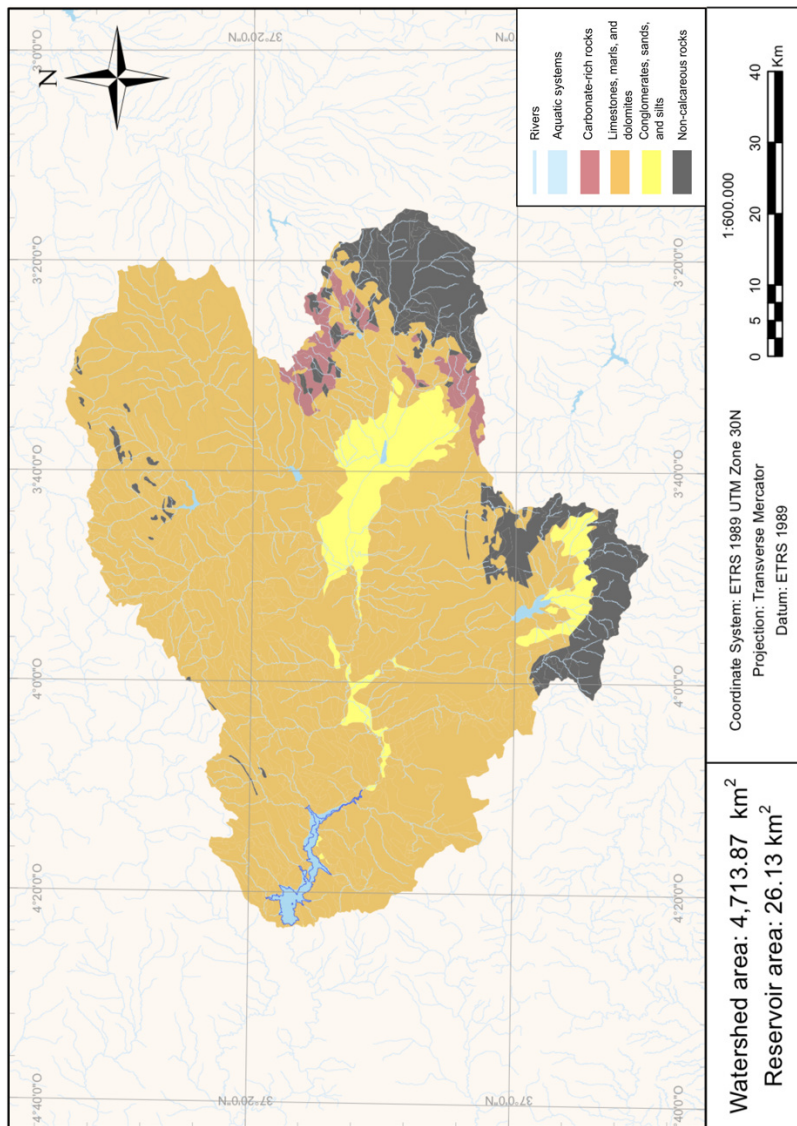 N
4°40'0"O
4°20'0"O
4°0'0"O
3°40'0"O
3°20'0"O
3°0'0"O
37°20'0"N
37°20'0"N
37°0'0"N
0'0"N
4°40'0"O
4°20'0"O
4°0'0"O
3°40'0"O
3°20'0"O
Rivers
Aquatic systems
Carbonate-rich rocks
Limestones, marls, and
dolomites
Conglomerates, sands,
and silts
Non-calcareous rocks
Watershed area: 4,713.87 km²
Reservoir area: 26.13 km²
Coordinate System: ETRS 1989 UTM Zone 30N
Projection: Transverse Mercator
Datum: ETRS 1989
1:600.000
0 5 10 20 30 40
Km